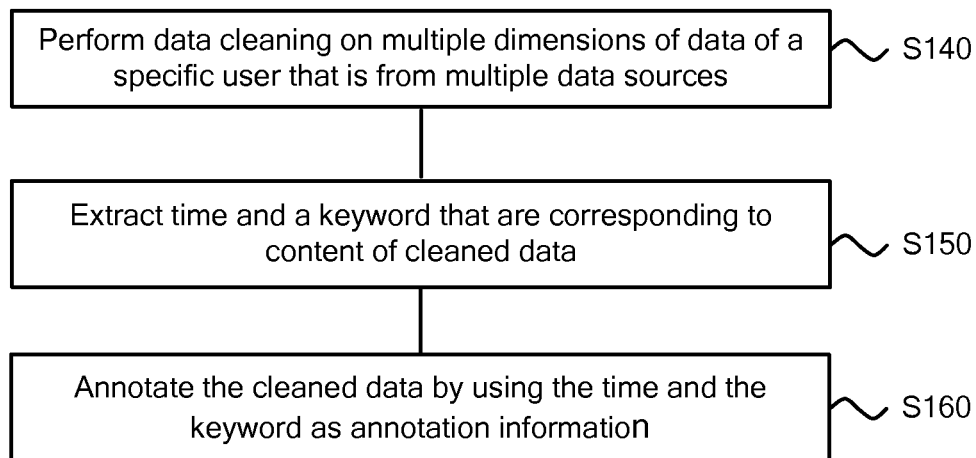 Perform data cleaning on multiple dimensions of data of a
specific user that is from multiple data sources
S140
Extract time and a keyword that are corresponding to
content of cleaned data
S150
Annotate the cleaned data by using the time and the
keyword as annotation information
S160